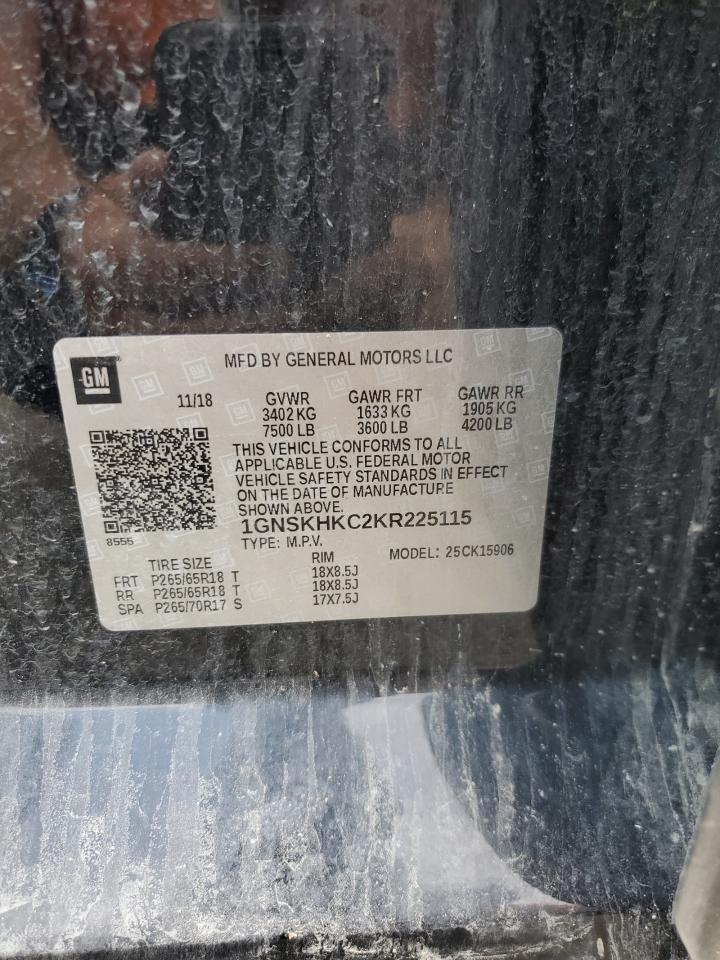 GM
MFD BY GENERAL MOTORS LLC
11/18 GVWR GAWR FRT GAWR RR
3402 KG 1633 KG 1905 KG
7500 LB 3600 LB 4200 LB
THIS VEHICLE CONFORMS TO ALL
APPLICABLE U.S. FEDERAL MOTOR
VEHICLE SAFETY STANDARDS IN EFFECT
ON THE DATE OF MANUFACTURE
SHOWN ABOVE.
1GNSKHKC2KR225115
8555
TYPE: M.P.V. MODEL: 25CK15906
TIRE SIZE RIM
FRT P265/65R18 T 18X8.5J
RR P265/65R18 T 18X8.5J
SPA P265/70R17 S 17X7.5J